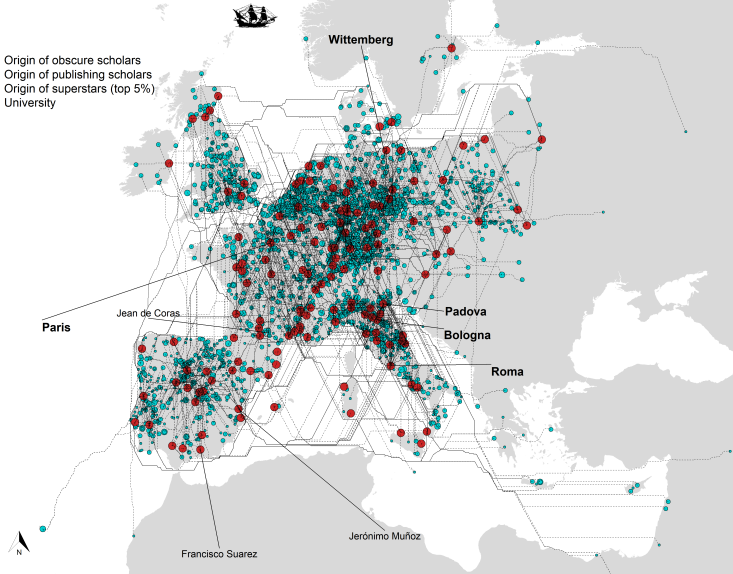 Wittemberg
Origin of obscure scholars
Origin of publishing scholars
Origin of superstars (top 5%)
University
Padova
Jean de Coras
Paris
Bologna
Roma
Jerónimo Muñoz
N
Francisco Suarez